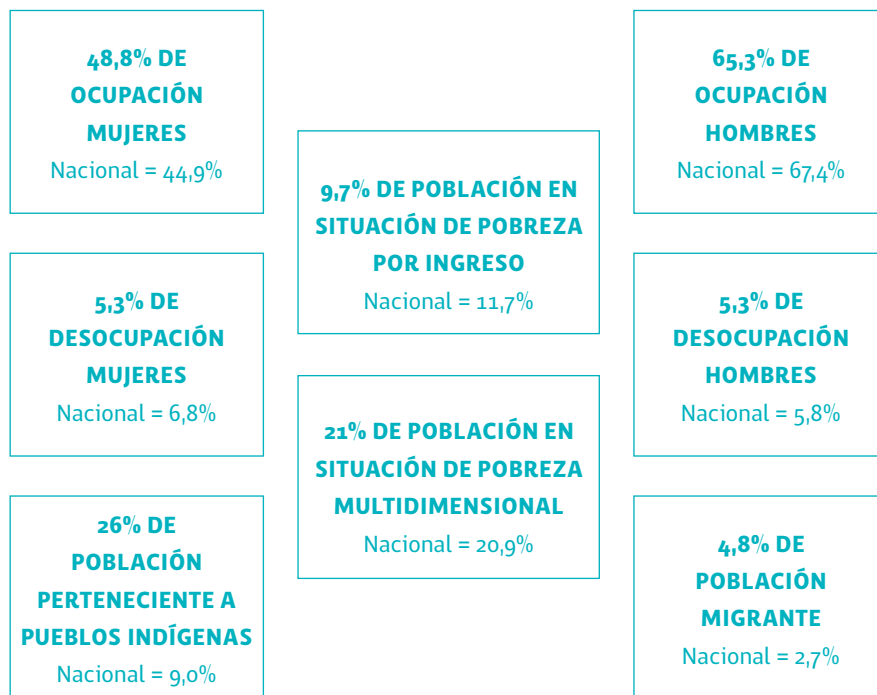 48,8% DE
OCUPACIÓN
MUJERES
Nacional = 44,9%
5,3% DE
DESOCUPACIÓN
MUJERES
Nacional = 6,8%
26% DE
POBLACIÓN
PERTENECIENTE A
PUEBLOS INDÍGENAS
Nacional = 9,0%
9,7% DE POBLACIÓN EN
SITUACIÓN DE POBREZA
POR INGRESO
Nacional = 11,7%
21% DE POBLACIÓN EN
SITUACIÓN DE POBREZA
MULTIDIMENSIONAL
Nacional = 20,9%
65,3% DE
OCUPACIÓN
HOMBRES
Nacional = 67,4%
5,3% DE
DESOCUPACIÓN
HOMBRES
Nacional = 5,8%
4,8% DE
POBLACIÓN
MIGRANTE
Nacional = 2,7%